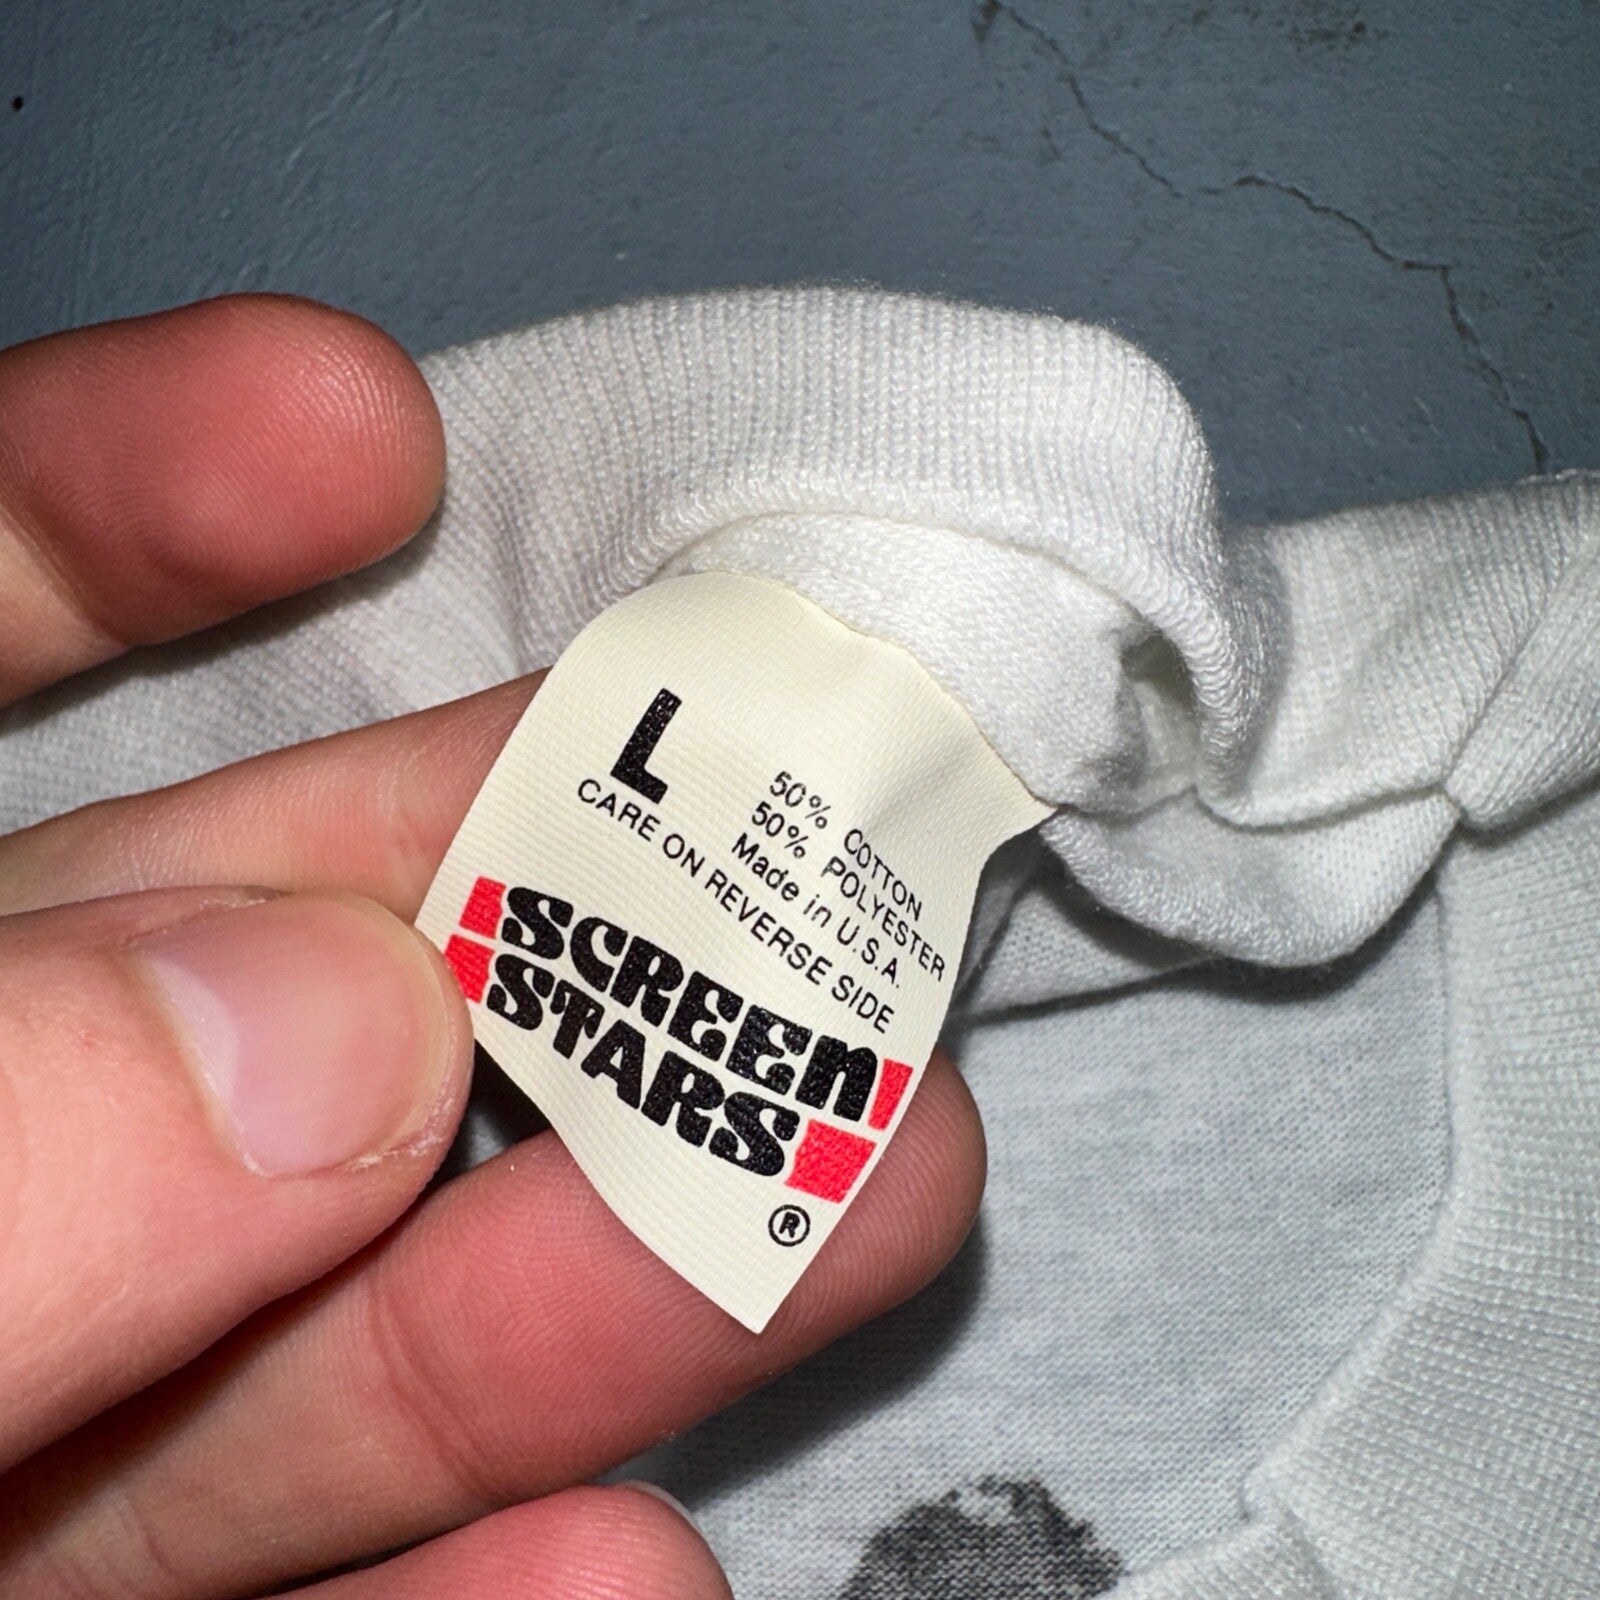 L
50% COTTON
50% POLYESTER
Made in U.S.A.
CARE ON REVERSE SIDE
SCREEN
STARS
®